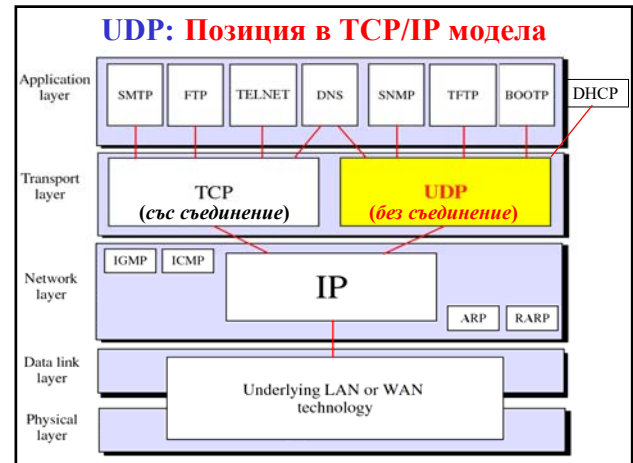 UDP: Позиция в TCP/IP модела
Application
layer
SMTP
FTP
TELNET
DNS
SNMP
TFTP
BOOTP
DHCP
Transport
layer
TCP
(със съединение)
UDP
(без съединение)
Network
layer
IGMP
ICMP
IP
ARP
RARP
Data link
layer
Underlying LAN or WAN
technology
Physical
layer